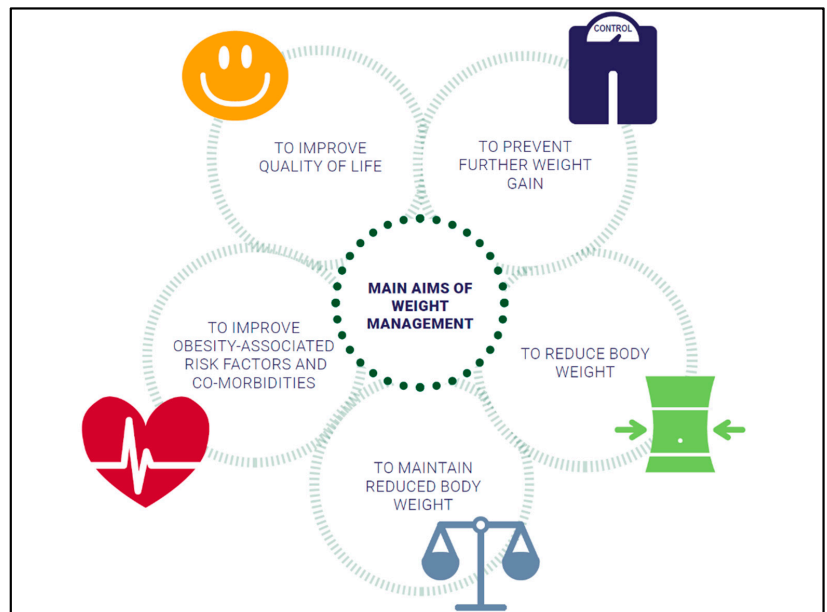 CONTROL
TO IMPROVE
QUALITY OF LIFE
TO PREVENT
FURTHER WEIGHT
GAIN
MAIN AIMS OF
WEIGHT
MANAGEMENT
TO IMPROVE
OBESITY-ASSOCIATED
RISK FACTORS AND
CO-MORBIDITIES
TO REDUCE BODY
WEIGHT
TO MAINTAIN
REDUCED BODY
WEIGHT